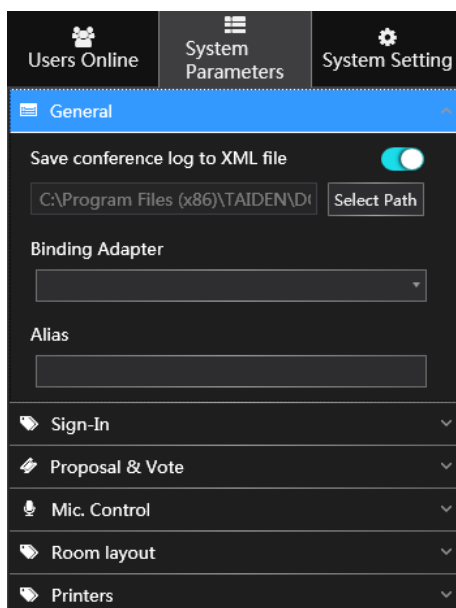 Users Online
System
Parameters
System Setting
General
Save conference log to XML file
C:\Program Files (x86)\TAIDEN\D
Select Path
Binding Adapter
Alias
Sign-In
Proposal & Vote
Mic. Control
Room layout
Printers